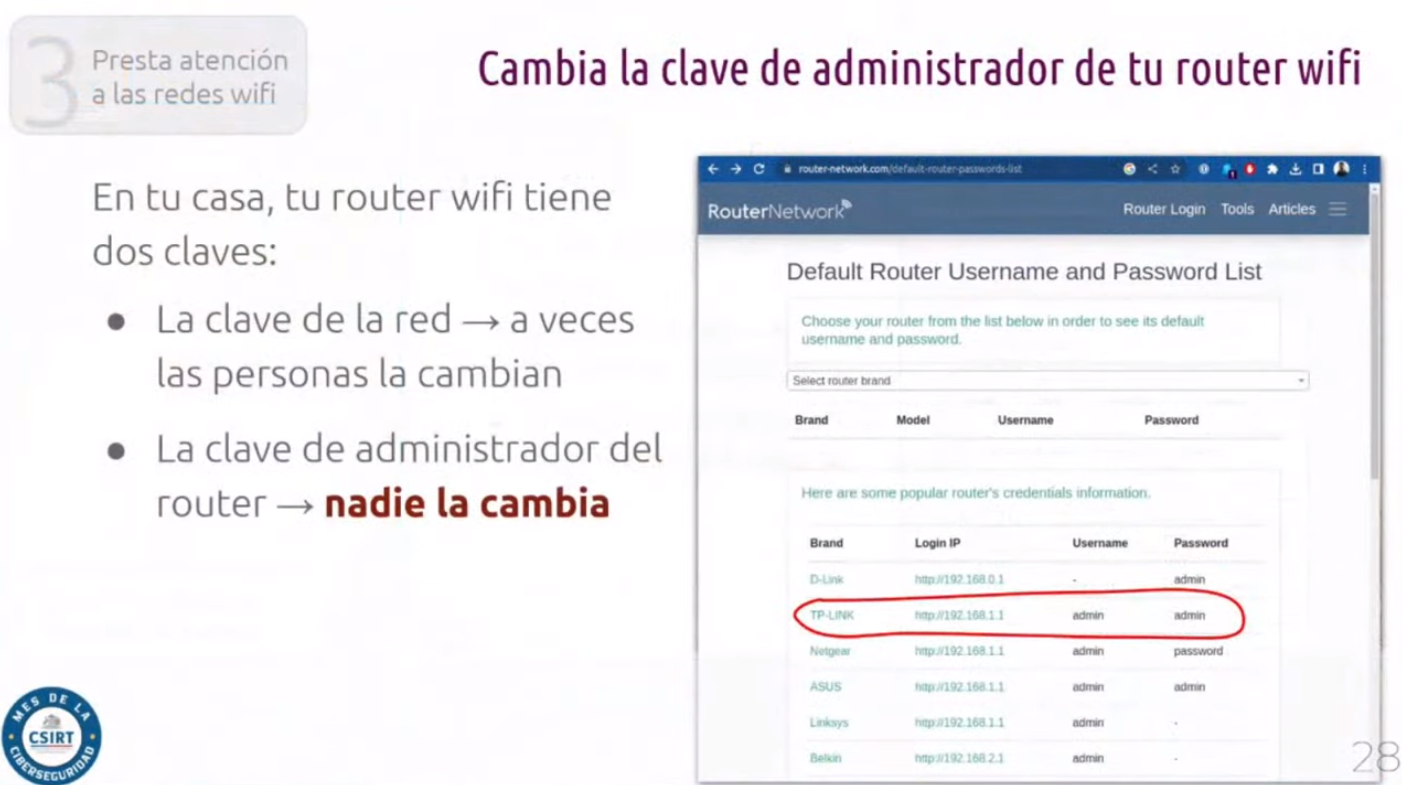 3
Presta atención
a las redes wifi
Cambia la clave de administrador de tu router wifi
En tu casa, tu router wifi tiene
dos claves:
● La clave de la red → a veces
las personas la cambian
● La clave de administrador del
router → nadie la cambia
router-network.com/default-router-passwords-list
RouterNetwork
Router Login Tools Articles
Default Router Username and Password List
Choose your router from the list below in order to see its default
username and password.
Select router brand
Brand Model Username Password
Here are some popular router's credentials information.
Brand Login IP Username Password
D-Link http://192.168.0.1 - admin
TP-LINK http://192.168.1.1 admin admin
Netgear http://192.168.1.1 admin password
ASUS http://192.168.1.1 admin admin
Linksys http://192.168.1.1 admin -
Belkin http://192.168.2.1 admin -
MES DE LA
CSIRT
CIBERSEGURIDAD
28